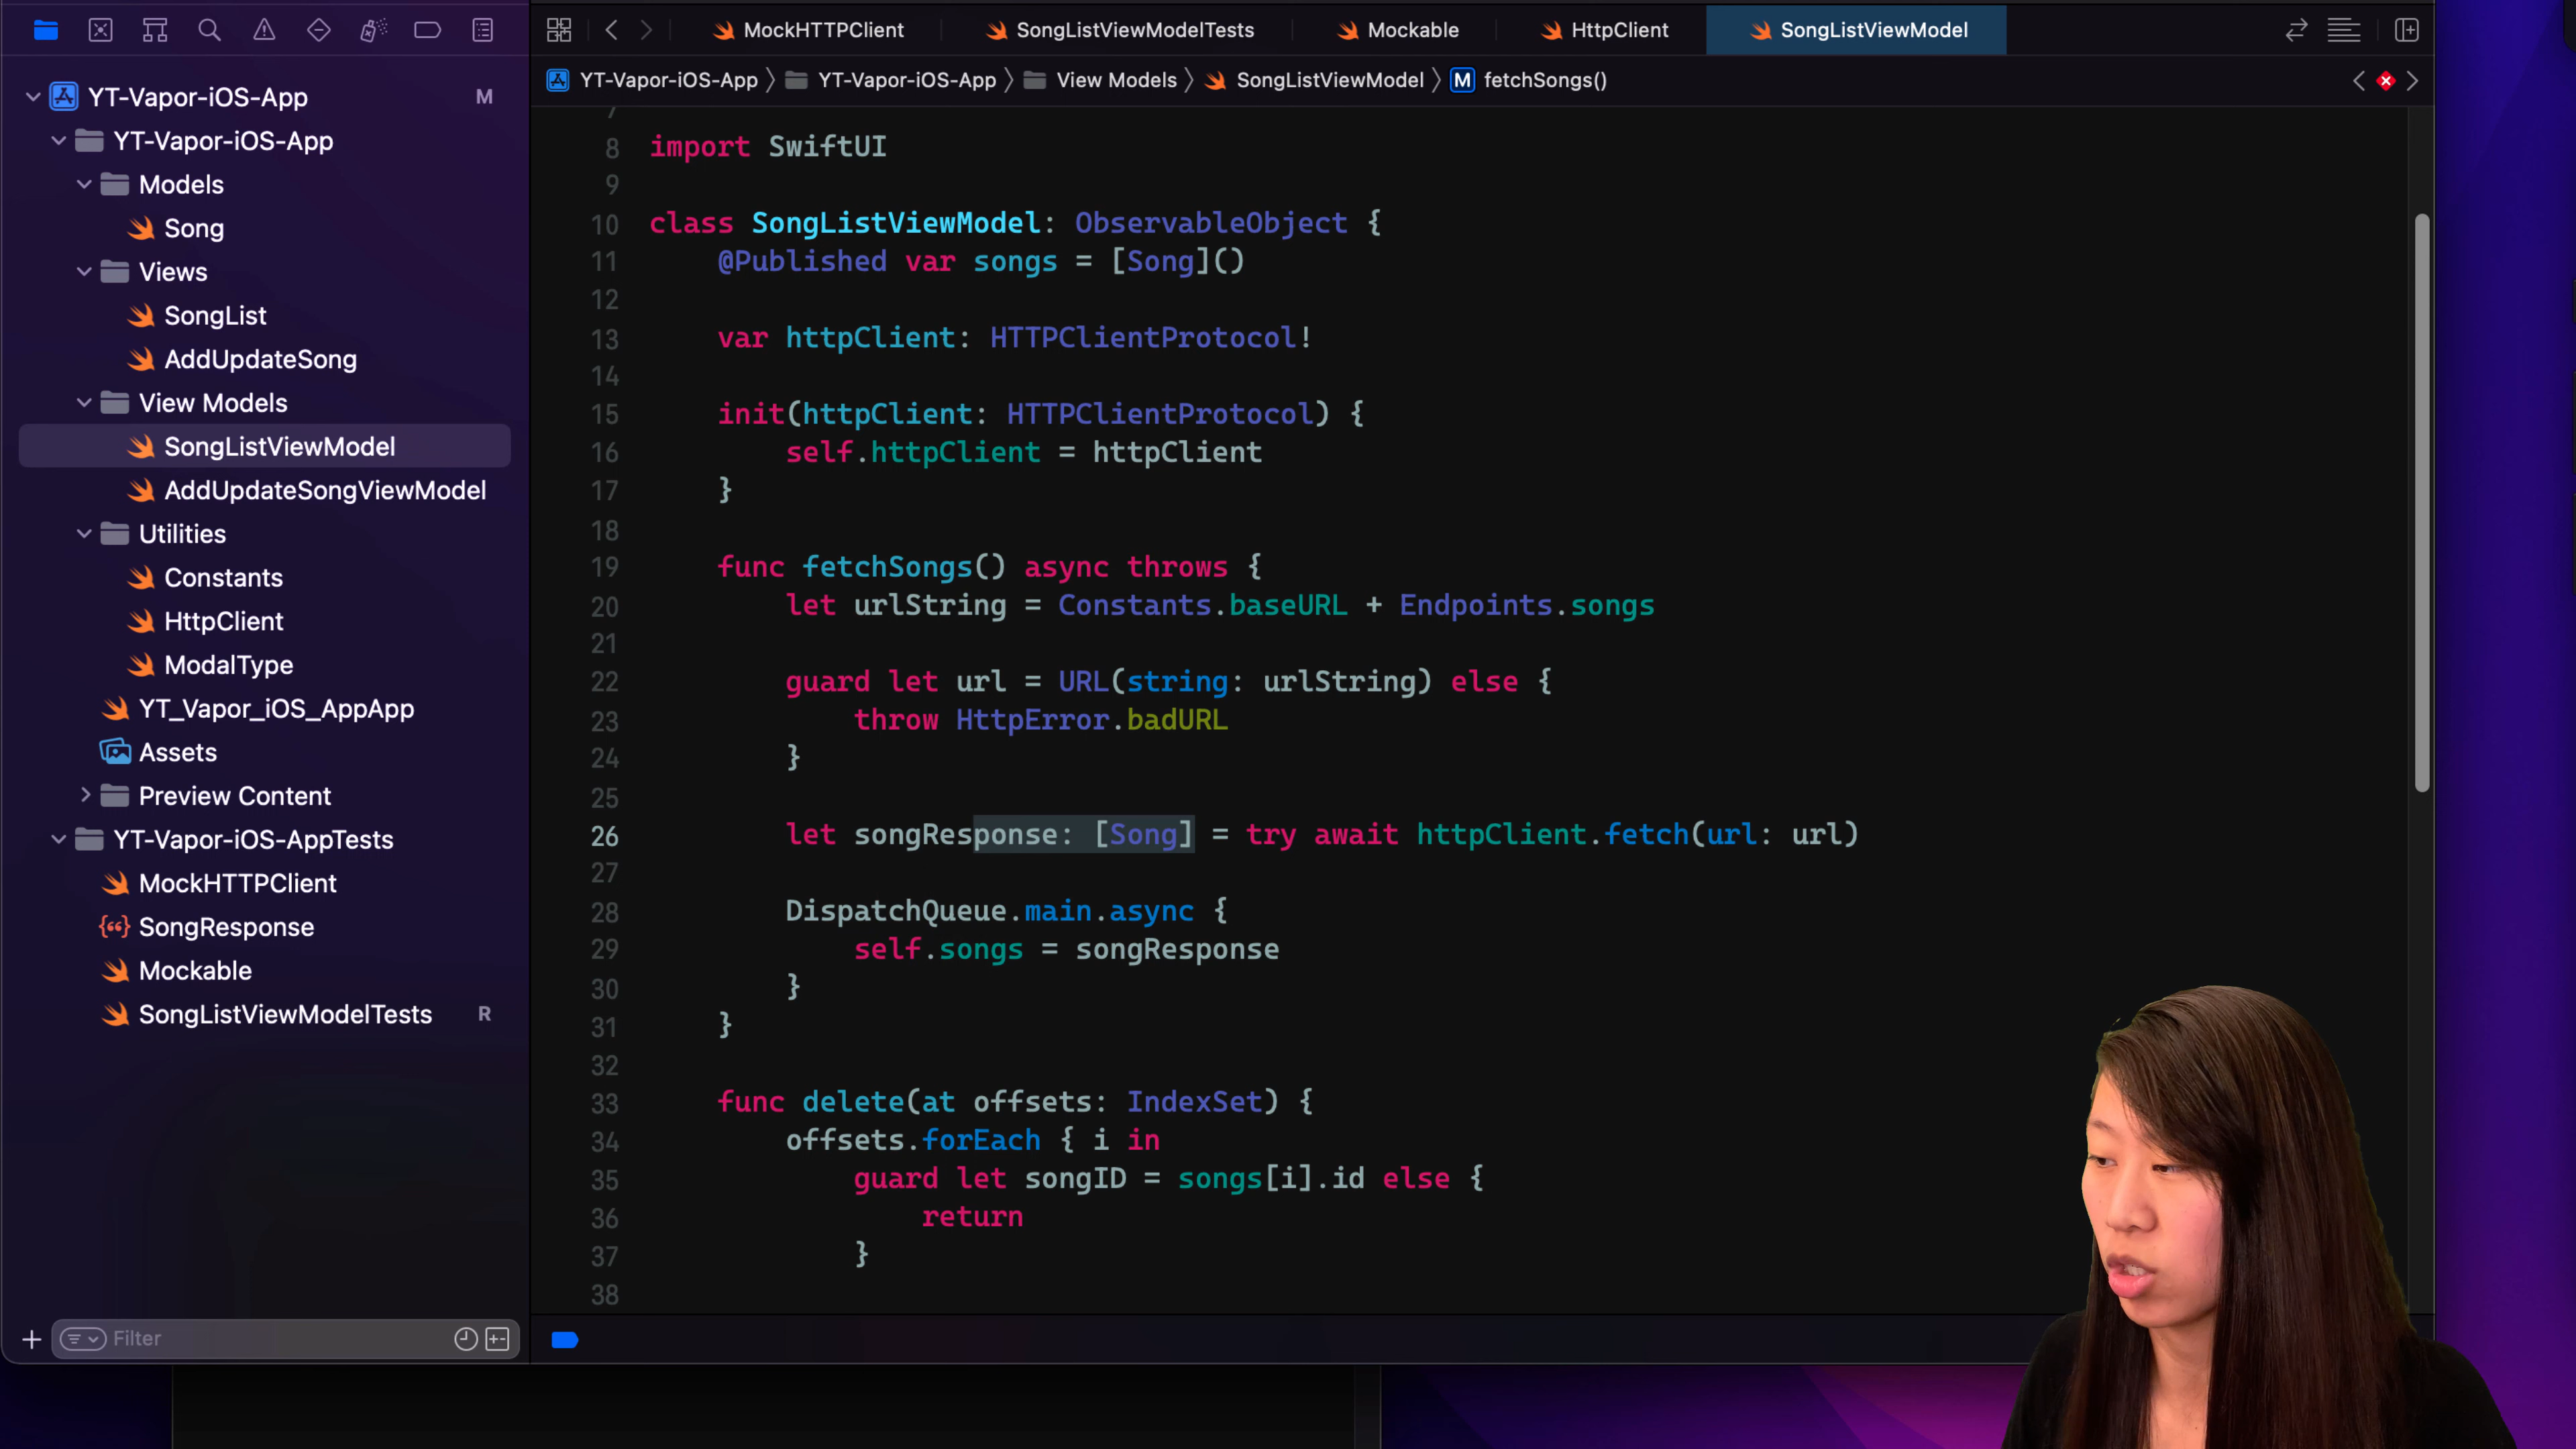 MockHTTPClient
SongListViewModelTests
Mockable
HttpClient
SongListViewModel
YT-Vapor-iOS-App
YT-Vapor-iOS-App
View Models
SongListViewModel
M
fetchSongs()
YT-Vapor-iOS-App
M
YT-Vapor-iOS-App
Models
Song
Views
SongList
AddUpdateSong
View Models
SongListViewModel
AddUpdateSongViewModel
Utilities
Constants
HttpClient
ModalType
YT_Vapor_iOS_AppApp
Assets
Preview Content
YT-Vapor-iOS-AppTests
MockHTTPClient
SongResponse
Mockable
SongListViewModelTests
R
Filter
7
8 import SwiftUI
9
10 class SongListViewModel: ObservableObject {
11 @Published var songs = [Song]()
12
13 var httpClient: HTTPClientProtocol!
14
15 init(httpClient: HTTPClientProtocol) {
16 self.httpClient = httpClient
17 }
18
19 func fetchSongs() async throws {
20 let urlString = Constants.baseURL + Endpoints.songs
21
22 guard let url = URL(string: urlString) else {
23 throw HttpError.badURL
24 }
25
26 let songResponse: [Song] = try await httpClient.fetch(url: url)
27
28 DispatchQueue.main.async {
29 self.songs = songResponse
30 }
31 }
32
33 func delete(at offsets: IndexSet) {
34 offsets.forEach { i in
35 guard let songID = songs[i].id else {
36 return
37 }
38